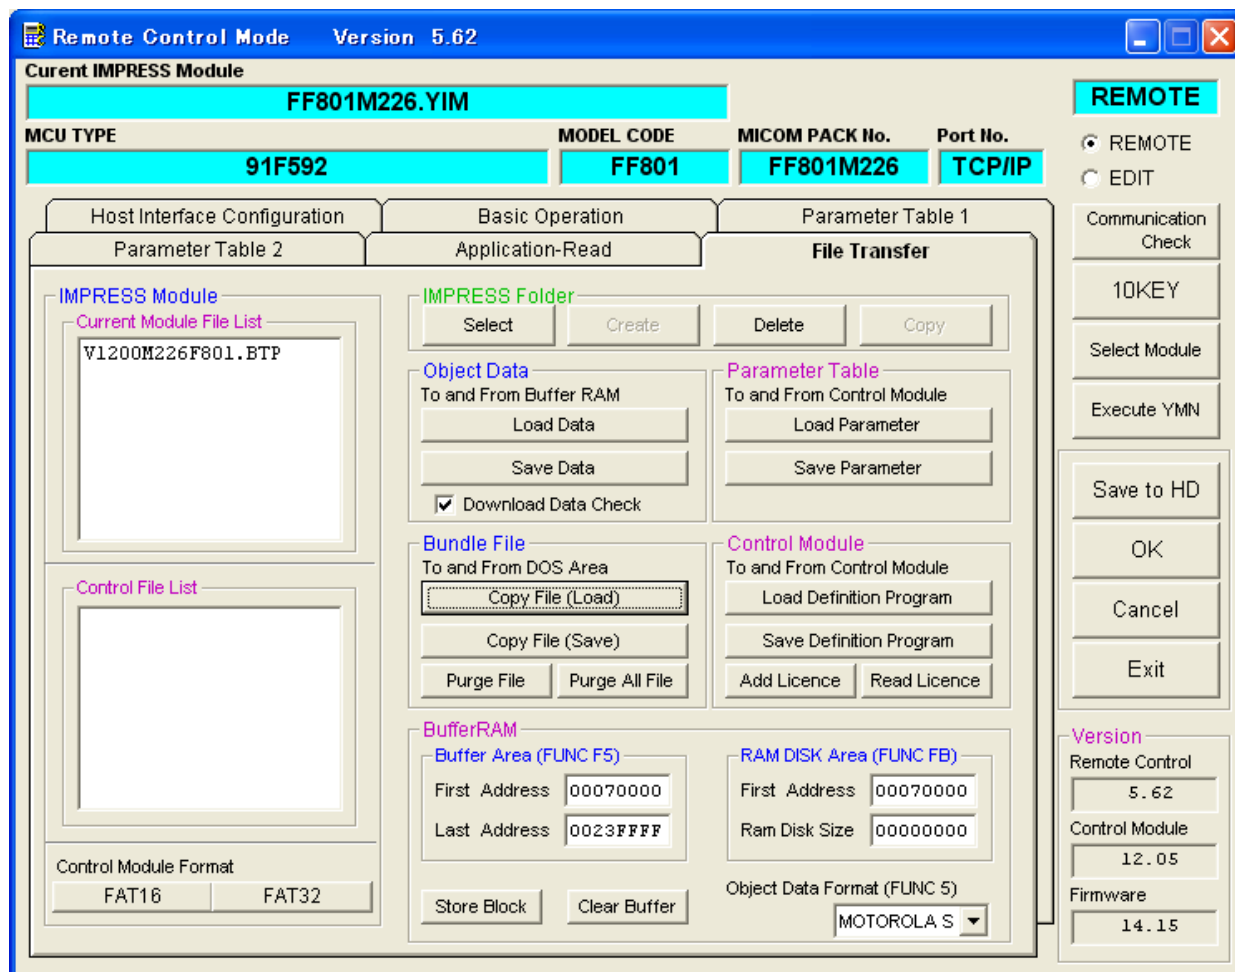 Remote Control Mode Version 5.62
Curent IMPRESS Module
FF801M226.YIM
REMOTE
MCU TYPE MODEL CODE MICOM PACK No. Port No.
91F592 FF801 FF801M226 TCP/IP
REMOTE
EDIT
Host Interface Configuration Basic Operation Parameter Table 1
Parameter Table 2 Application-Read File Transfer
Communication
Check
10KEY
Select Module
Execute YMN
Save to HD
OK
Cancel
Exit
IMPRESS Module
Current Module File List
V1200M226F801.BTP
Control File List
Control Module Format
FAT16 FAT32
IMPRESS Folder
Select Create Delete Copy
Object Data
To and From Buffer RAM
Load Data
Save Data
Download Data Check
Parameter Table
To and From Control Module
Load Parameter
Save Parameter
Bundle File
To and From DOS Area
Copy File (Load)
Copy File (Save)
Purge File Purge All File
Control Module
To and From Control Module
Load Definition Program
Save Definition Program
Add Licence Read Licence
BufferRAM
Buffer Area (FUNC F5)
First Address 00070000
Last Address 0023FFFF
RAM DISK Area (FUNC FB)
First Address 00070000
Ram Disk Size 00000000
Store Block Clear Buffer
Object Data Format (FUNC 5)
MOTOROLA S
Version
Remote Control
5.62
Control Module
12.05
Firmware
14.15